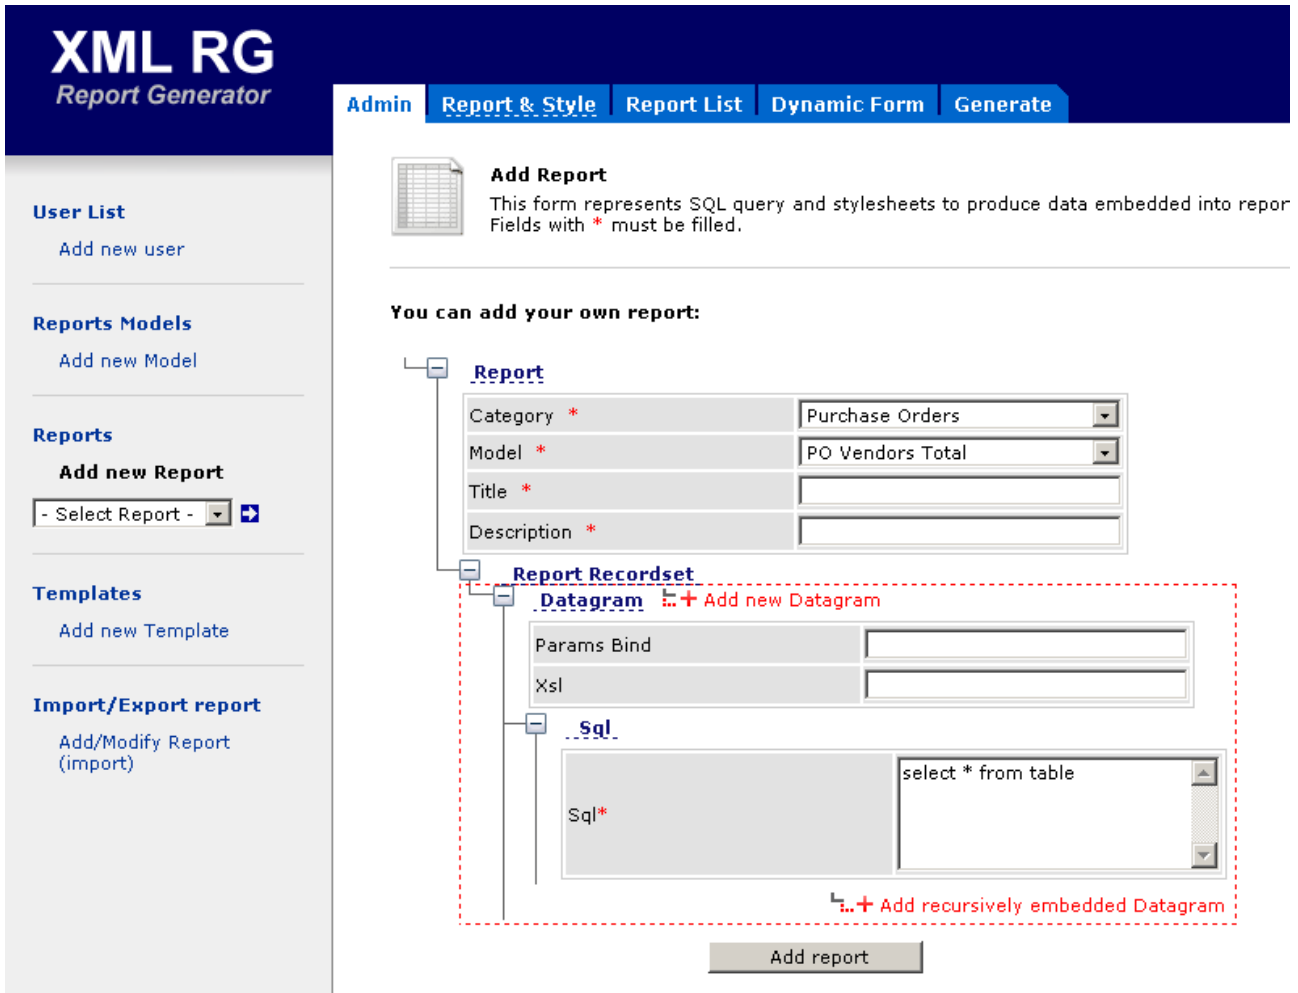 XML RG
Report Generator
Admin Report & Style Report List Dynamic Form Generate
Add Report
This form represents SQL query and stylesheets to produce data embedded into repor
Fields with * must be filled.
User List
Add new user
Reports Models
Add new Model
Reports
Add new Report
- Select Report -
Templates
Add new Template
Import/Export report
Add/Modify Report
(import)
You can add your own report:
Report
Category * Purchase Orders
Model * PO Vendors Total
Title *
Description *
Report Recordset
Datagram Add new Datagram
Params Bind
Xsl
Sql
select * from table
Sql*
Add recursively embedded Datagram
Add report